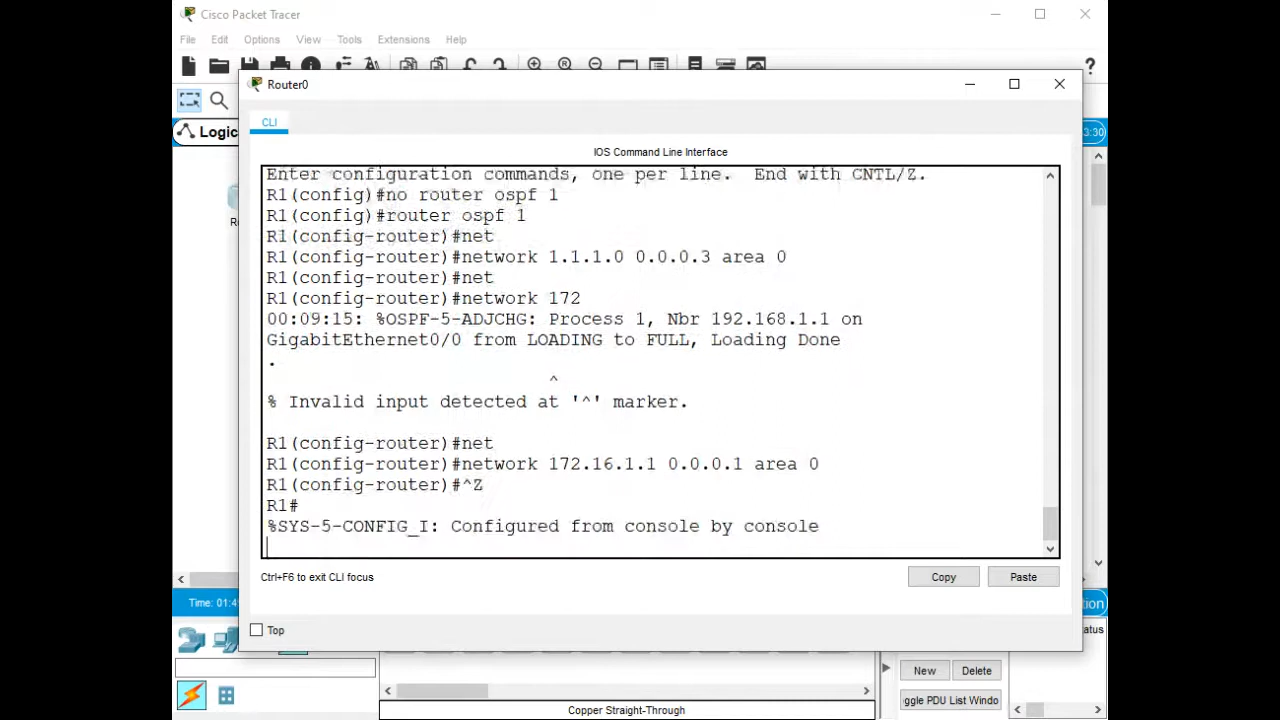 Cisco Packet Tracer
File Edit Options View Tools Extensions Help
?
Router0
Logic
3:30
CLI
IOS Command Line Interface
Enter configuration commands, one per line.  End with CNTL/Z.
R1(config)#no router ospf 1
R1(config)#router ospf 1
R1(config-router)#net
R1(config-router)#network 1.1.1.0 0.0.0.3 area 0
R1(config-router)#net
R1(config-router)#network 172
00:09:15: %OSPF-5-ADJCHG: Process 1, Nbr 192.168.1.1 on
GigabitEthernet0/0 from LOADING to FULL, Loading Done
.
^
% Invalid input detected at '^' marker.
R1(config-router)#net
R1(config-router)#network 172.16.1.1 0.0.0.1 area 0
R1(config-router)#^Z
R1#
%SYS-5-CONFIG_I: Configured from console by console
Ctrl+F6 to exit CLI focus
Copy Paste
Top
New Delete
ggle PDU List Windo
Copper Straight-Through